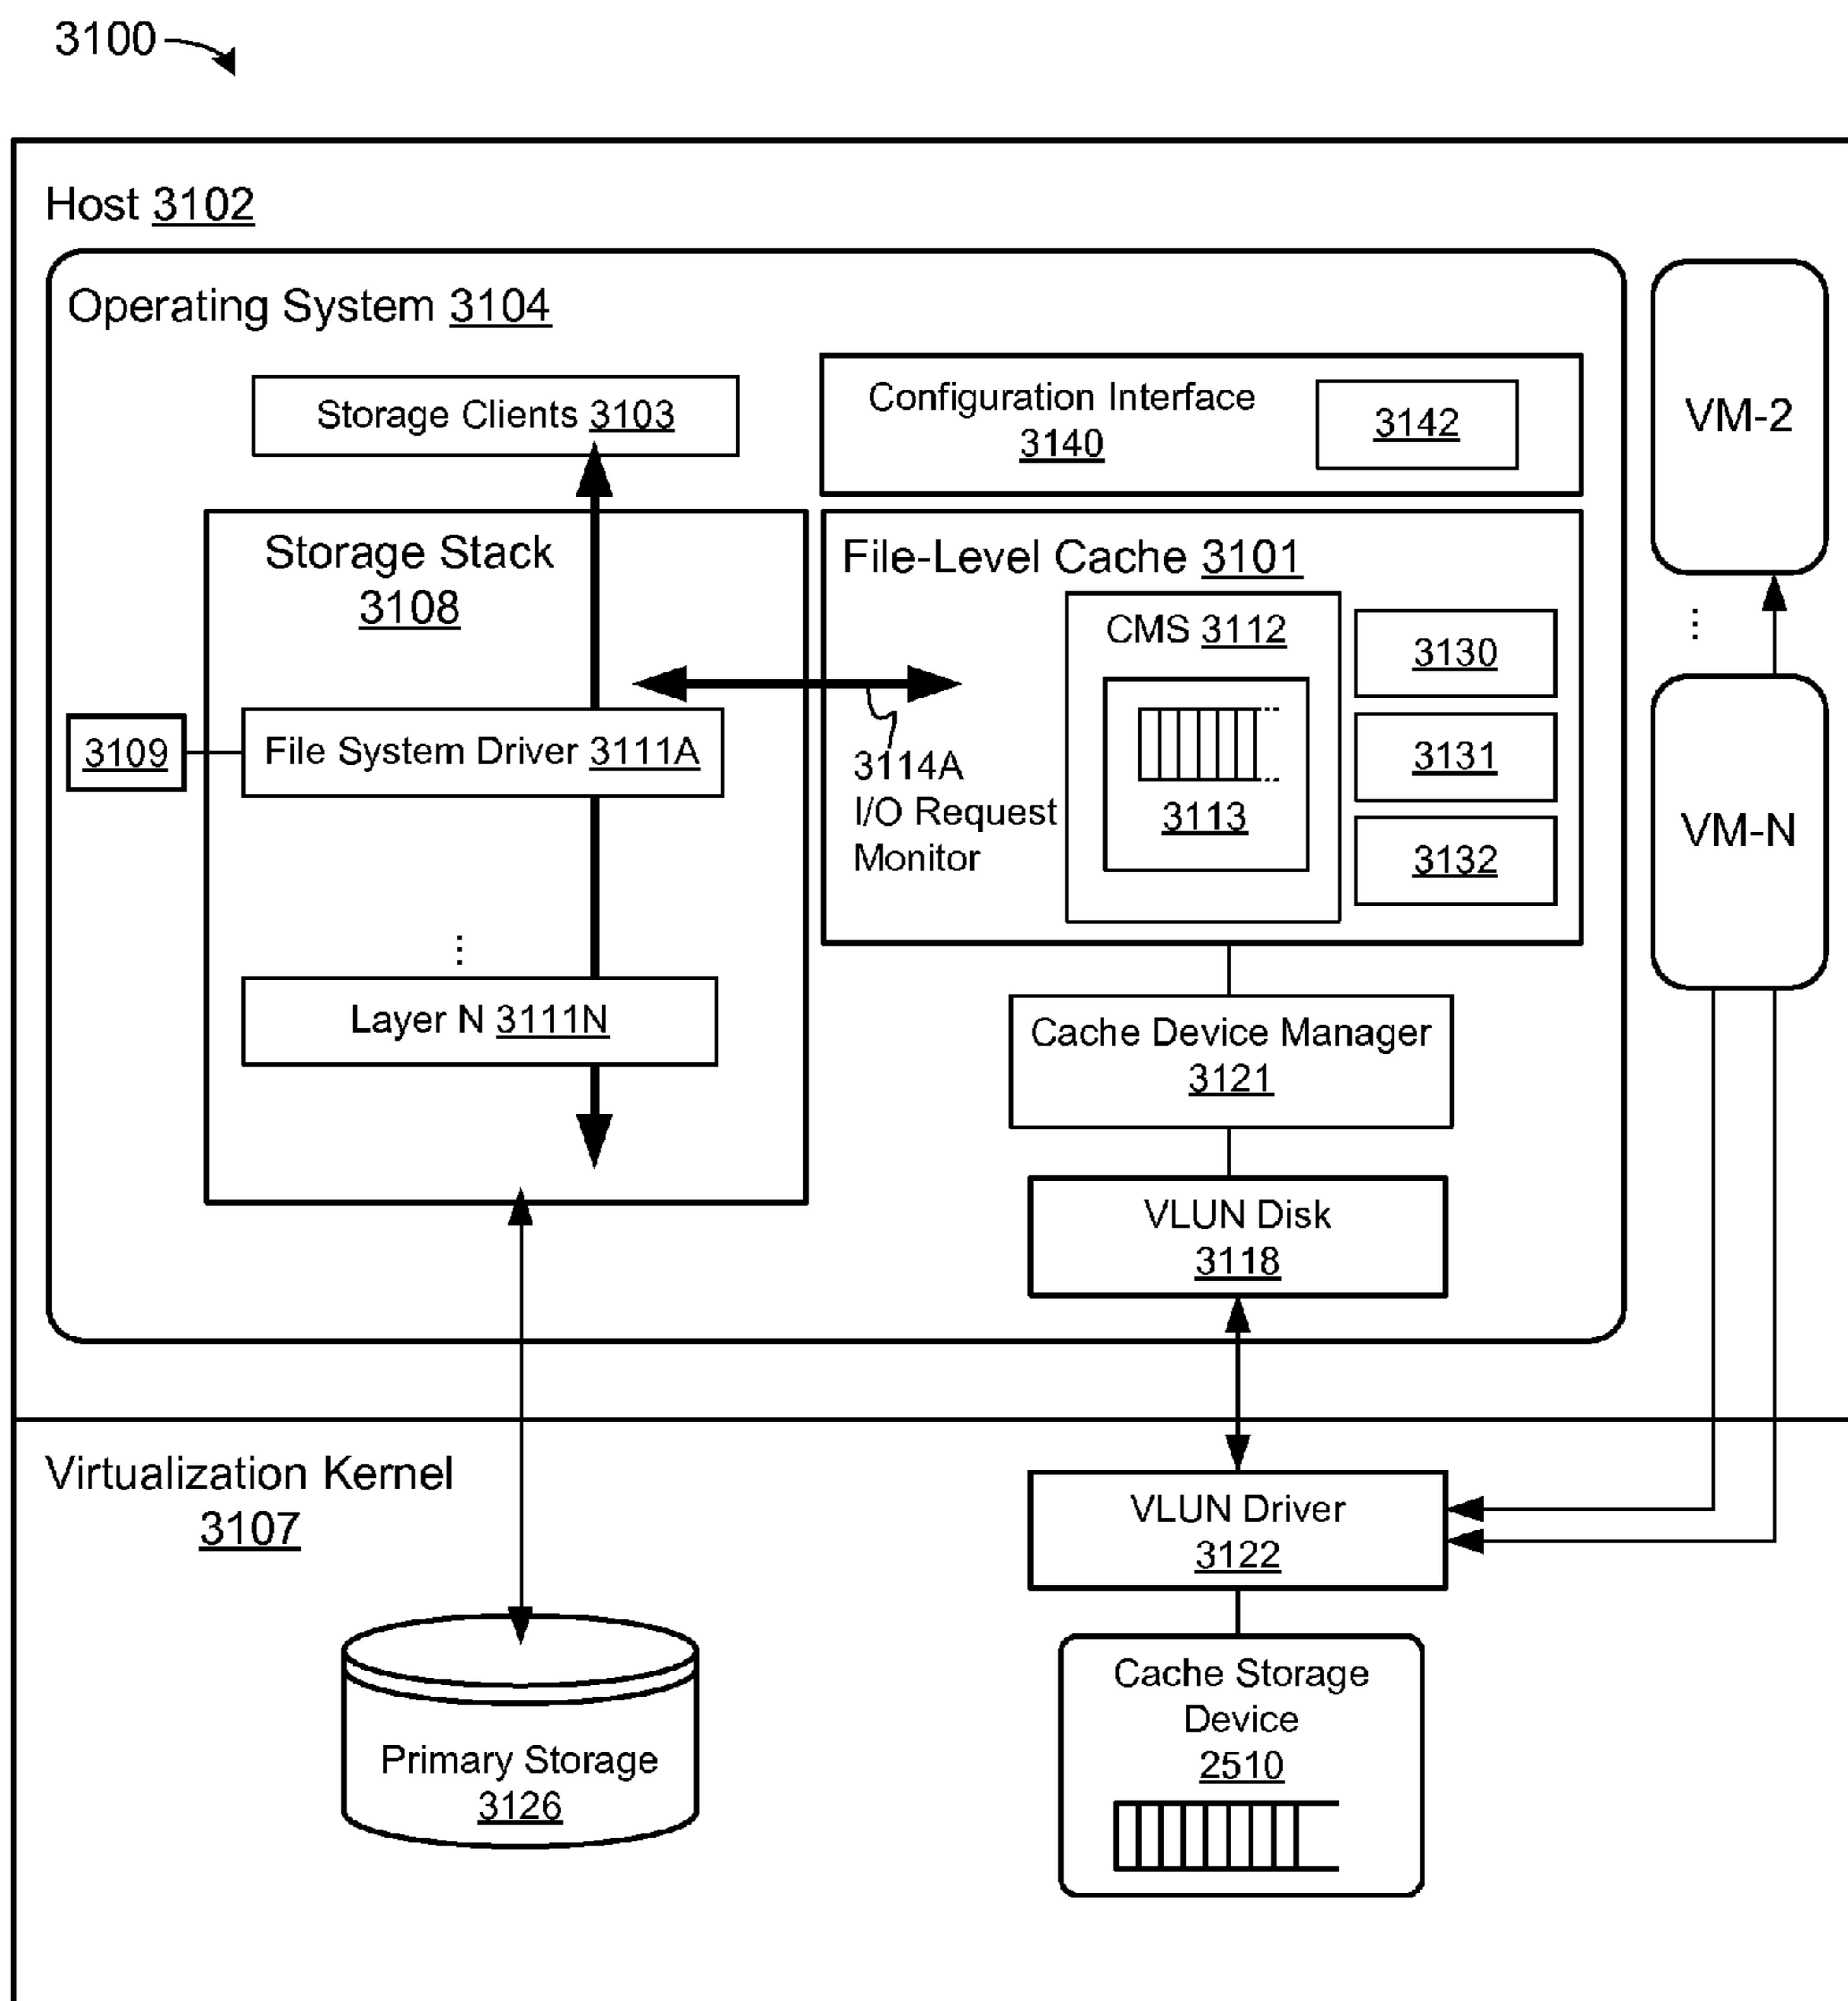 3100
Host 3102
Operating System 3104
Storage Clients 3103
Configuration Interface
3140
3142
VM-2
Storage Stack
3108
File-Level Cache 3101
CMS 3112
3113
3130
3131
3132
⋮
VM-N
3109
File System Driver 3111A
3114A
I/O Request
Monitor
⋮
Layer N 3111N
Cache Device Manager
3121
VLUN Disk
3118
Virtualization Kernel
3107
VLUN Driver
3122
Primary Storage
3126
Cache Storage
Device
2510